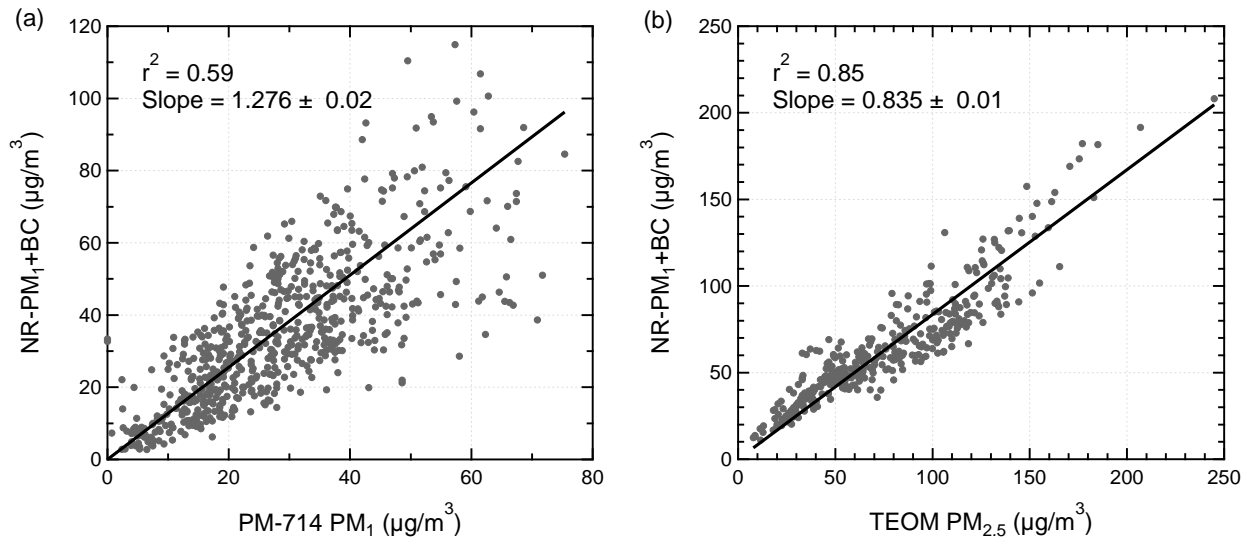 (a)
120
100
80
60
40
20
0
NR-PM₁+BC (µg/m³)
r² = 0.59
Slope = 1.276 ± 0.02
0 20 40 60 80
PM-714 PM₁ (µg/m³)
(b)
250
200
150
100
50
0
NR-PM₁+BC (µg/m³)
r² = 0.85
Slope = 0.835 ± 0.01
0 50 100 150 200 250
TEOM PM₂.₅ (µg/m³)